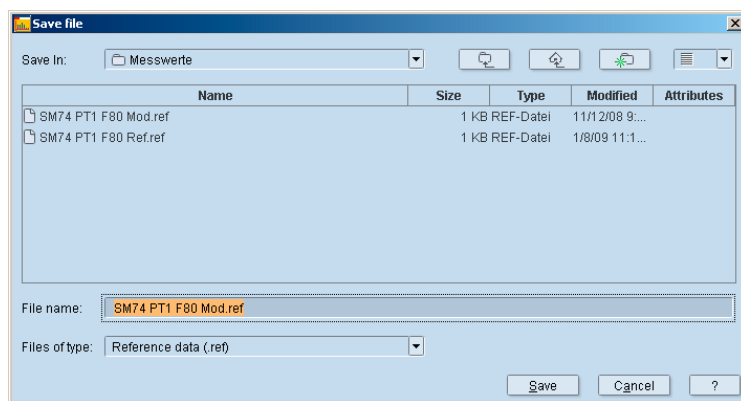 Save file
Save In: Messwerte
Name Size Type Modified Attributes
SM74 PT1 F80 Mod.ref 1 KB REF-Datei 11/12/08 9:...
SM74 PT1 F80 Ref.ref 1 KB REF-Datei 1/8/09 11:1...
File name: SM74 PT1 F80 Mod.ref
Files of type: Reference data (.ref)
Save Cancel ?